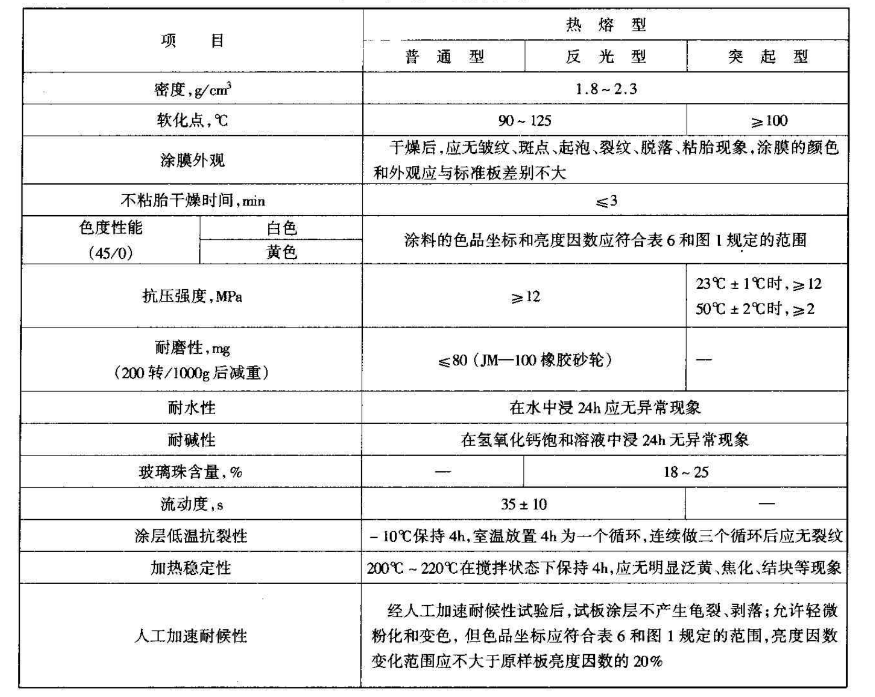 项 目
热 熔 型
普 通 型
反 光 型
突 起 型
密度,g/cm³
1.8~2.3
软化点,℃
90~125
≥100
涂膜外观
干燥后,应无皱纹、斑点、起泡、裂纹、脱落、粘胎现象,涂膜的颜色
和外观应与标准板差别不大
不粘胎干燥时间,min
≤3
色度性能
(45/0)
白色
黄色
涂料的色品坐标和亮度因数应符合表6和图1规定的范围
抗压强度,MPa
≥12
23℃±1℃时,≥12
50℃±2℃时,≥2
耐磨性,mg
(200转/1000g后减重)
≤80(JM—100橡胶砂轮)
—
耐水性
在水中浸24h应无异常现象
耐碱性
在氢氧化钙饱和溶液中浸24h无异常现象
玻璃珠含量,%
—
18~25
流动度,s
35±10
—
涂层低温抗裂性
-10℃保持4h,室温放置4h为一个循环,连续做三个循环后应无裂纹
加热稳定性
200℃~220℃在搅拌状态下保持4h,应无明显泛黄、焦化、结块等现象
人工加速耐候性
经人工加速耐候性试验后,试板涂层不产生龟裂、剥落;允许轻微
粉化和变色,但色品坐标应符合表6和图1规定的范围,亮度因数
变化范围应不大于原样板亮度因数的20%